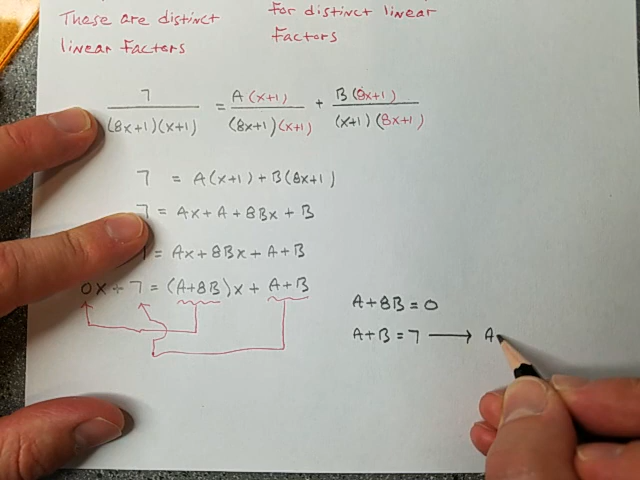 These are distinct
linear Factors
For distinct linear
Factors
7 / (8x+1)(x+1) = A(x+1) / (8x+1)(x+1) + B(8x+1) / (x+1)(8x+1)
7 = A(x+1) + B(8x+1)
7 = Ax + A + 8Bx + B
= Ax + 8Bx + A + B
0x + 7 = (A+8B)x + A+B
A + 8B = 0
A + B = 7 → A